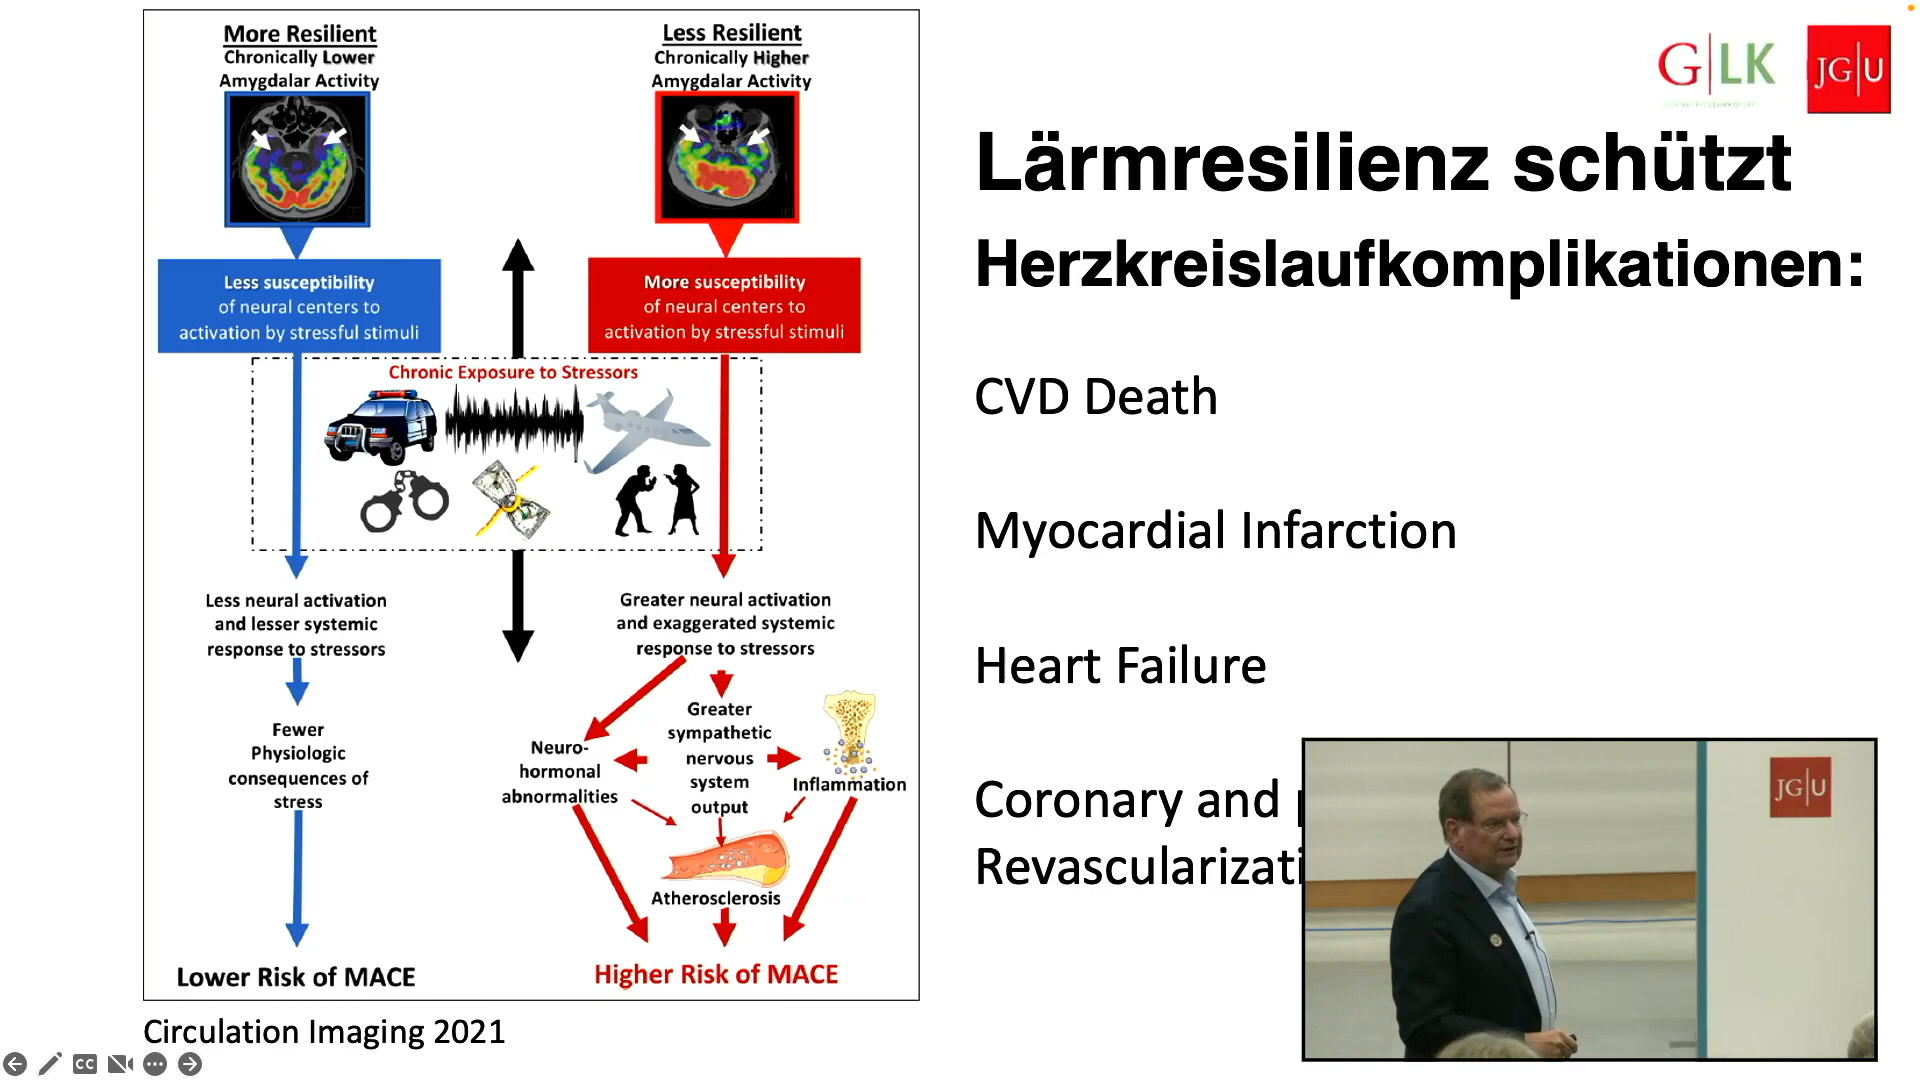 More Resilient
Chronically Lower
Amygdalar Activity
Less Resilient
Chronically Higher
Amygdalar Activity
Less susceptibility
of neural centers to
activation by stressful stimuli
More susceptibility
of neural centers to
activation by stressful stimuli
Chronic Exposure to Stressors
Less neural activation
and lesser systemic
response to stressors
Greater neural activation
and exaggerated systemic
response to stressors
Fewer
Physiologic
consequences of
stress
Neuro-
hormonal
abnormalities
Greater
sympathetic
nervous
system
output
Inflammation
Atherosclerosis
Lower Risk of MACE
Higher Risk of MACE
Circulation Imaging 2021
CC
G|LK
JG|U
Lärmresilienz schützt
Herzkreislaufkomplikationen:
CVD Death
Myocardial Infarction
Heart Failure
Coronary and
Revascularizati
JG|U